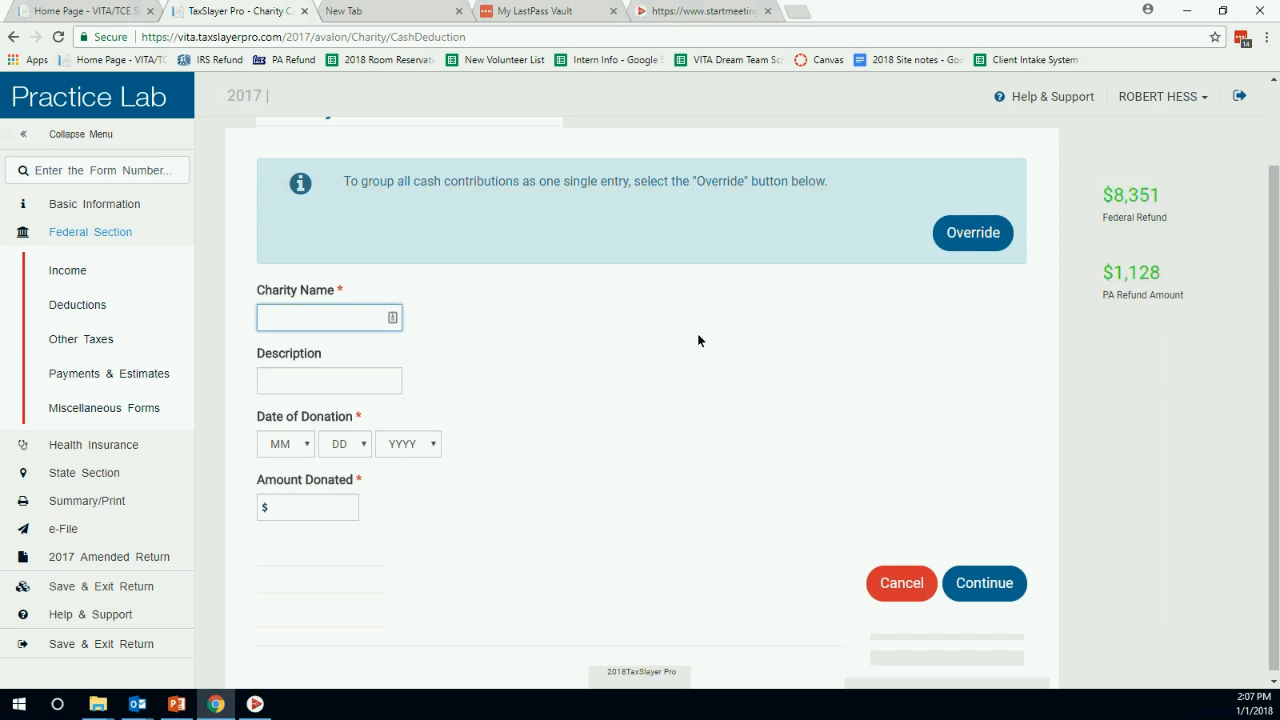 Home Page - VITA/TCE S
TaxSlayer Pro - Charity C
New Tab
My LastPass Vault
https://www.startmeeting
Secure
https://vita.taxslayerpro.com/2017/avalon/Charity/CashDeduction
14
Apps
Home Page - VITA/TC
IRS Refund
PA Refund
2018 Room Reservat
New Volunteer List
Intern Info - Google
VITA Dream Team Sc
Canvas
2018 Site notes - Goo
Client Intake System
Practice Lab
2017 |
Help & Support
ROBERT HESS
Collapse Menu
Enter the Form Number...
Basic Information
Federal Section
Income
Deductions
Other Taxes
Payments & Estimates
Miscellaneous Forms
Health Insurance
State Section
Summary/Print
e-File
2017 Amended Return
Save & Exit Return
Help & Support
Save & Exit Return
To group all cash contributions as one single entry, select the "Override" button below.
Override
Charity Name *
Description
Date of Donation *
MM
DD
YYYY
Amount Donated *
$
Cancel
Continue
2018TaxSlayer Pro
$8,351
Federal Refund
$1,128
PA Refund Amount
2:07 PM
1/1/2018